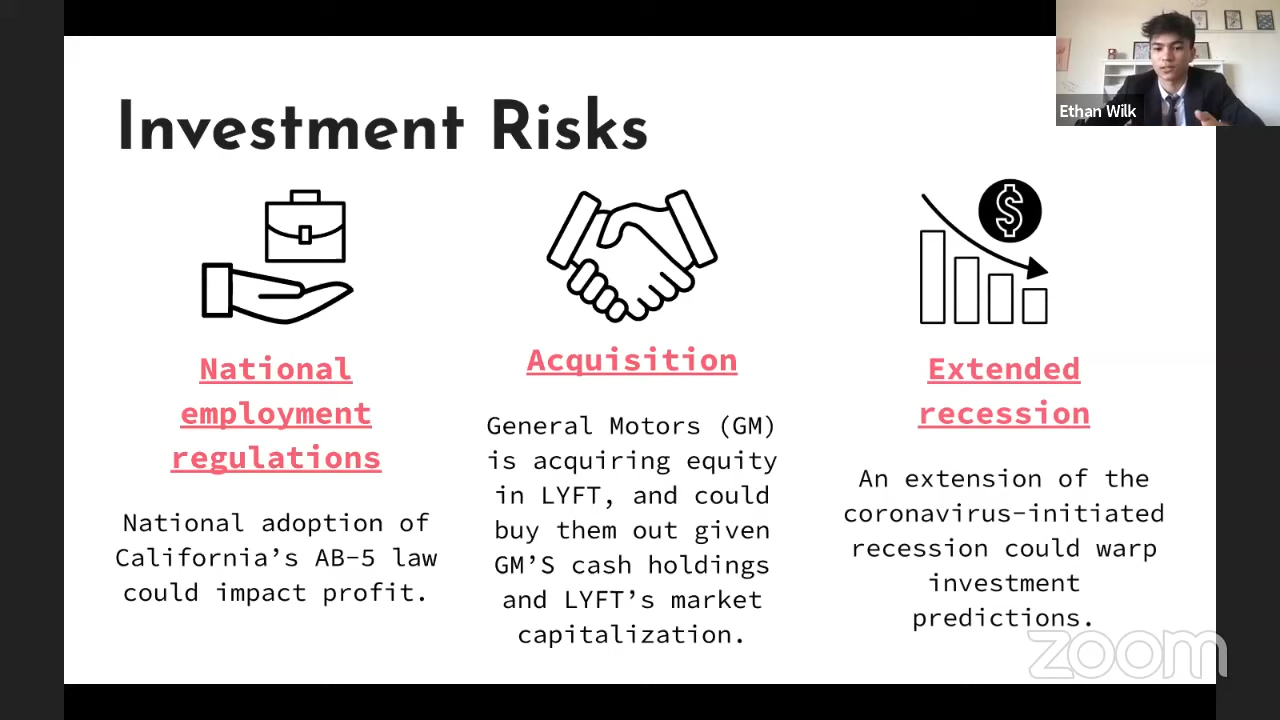 Investment Risks
Ethan Wilk
$
National
employment
regulations
National adoption of
California’s AB-5 law
could impact profit.
Acquisition
General Motors (GM)
is acquiring equity
in LYFT, and could
buy them out given
GM’S cash holdings
and LYFT’s market
capitalization.
Extended
recession
An extension of the
coronavirus-initiated
recession could warp
investment
predictions.
zoom